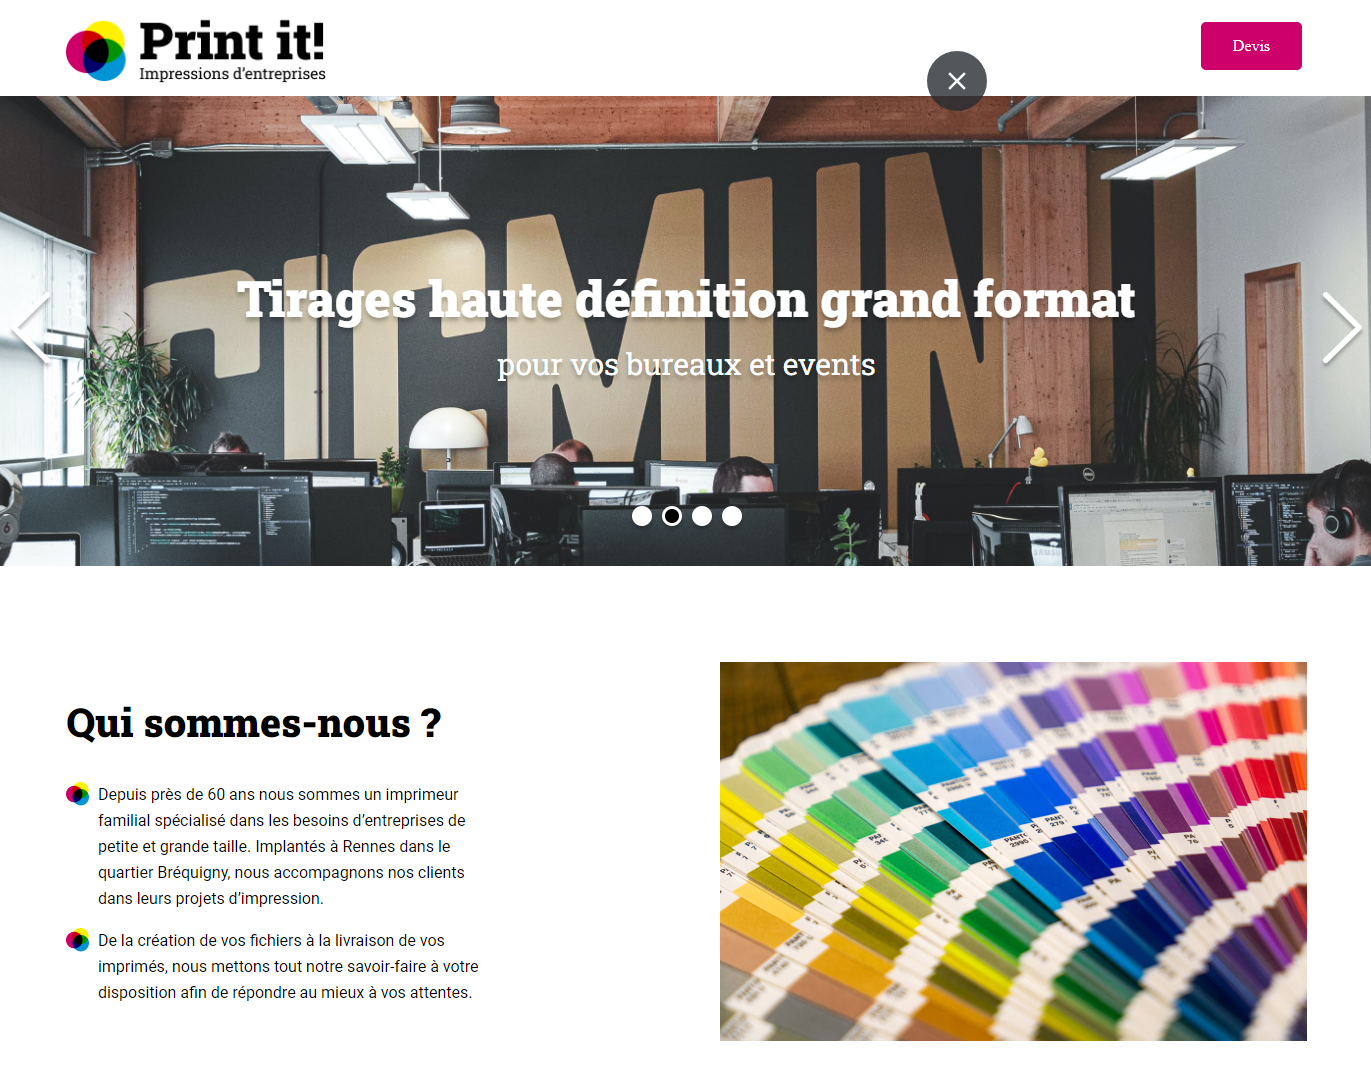 Print it!
Impressions d'entreprises
Devis
Tirages haute définition grand format
pour vos bureaux et events
Qui sommes-nous ?
Depuis près de 60 ans nous sommes un imprimeur
familial spécialisé dans les besoins d’entreprises de
petite et grande taille. Implantés à Rennes dans le
quartier Bréquigny, nous accompagnons nos clients
dans leurs projets d’impression.
De la création de vos fichiers à la livraison de vos
imprimés, nous mettons tout notre savoir-faire à votre
disposition afin de répondre au mieux à vos attentes.